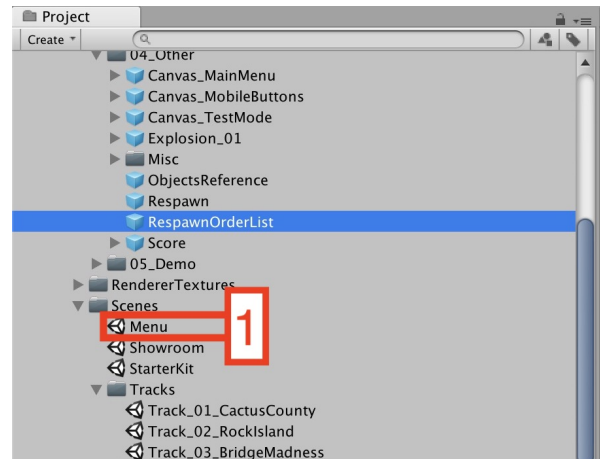 Project
Create
04_Other
Canvas_MainMenu
Canvas_MobileButtons
Canvas_TestMode
Explosion_01
Misc
ObjectsReference
Respawn
RespawnOrderList
Score
05_Demo
RendererTextures
Scenes
Menu
1
Showroom
StarterKit
Tracks
Track_01_CactusCounty
Track_02_RockIsland
Track_03_BridgeMadness